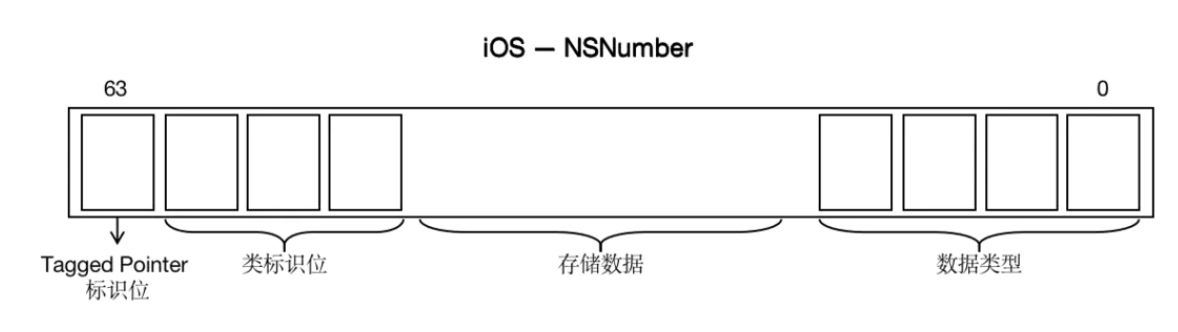 iOS — NSNumber
63
0
Tagged Pointer
标识位
类标识位
存储数据
数据类型